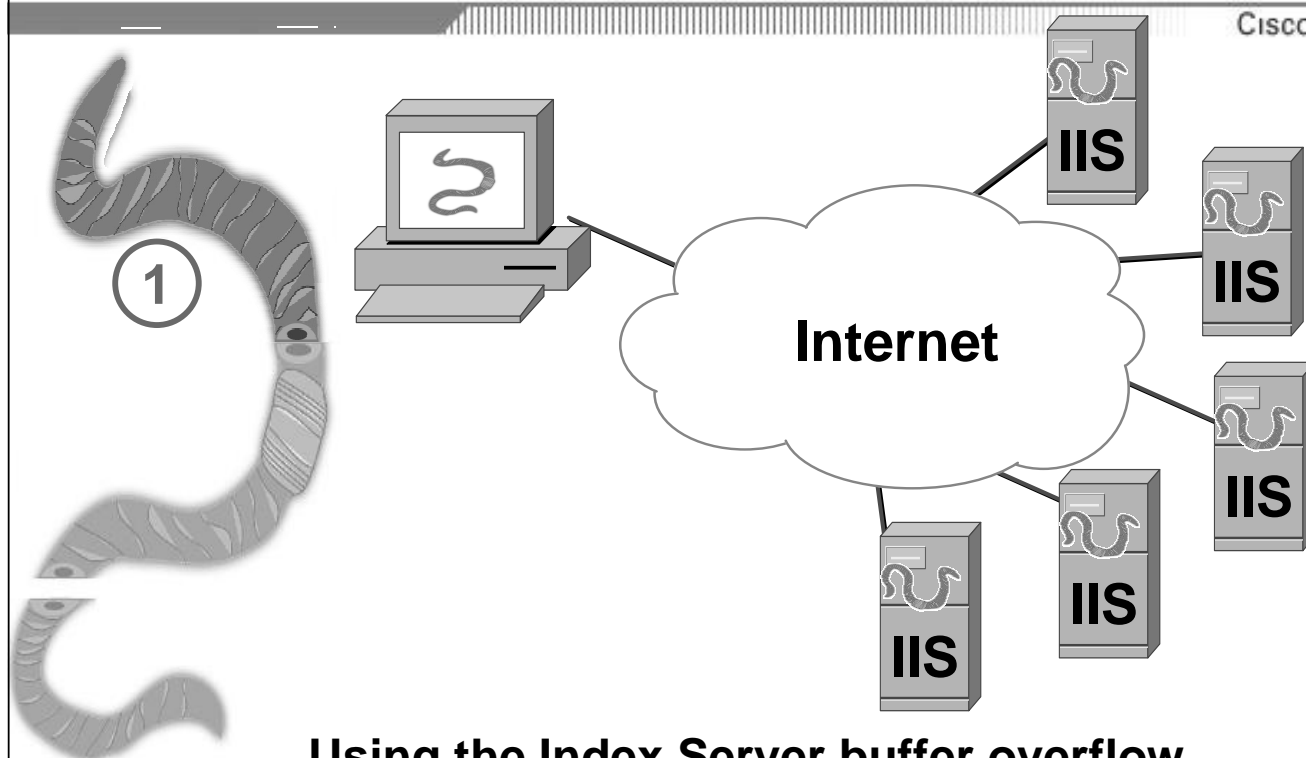 Cisco
IIS
IIS
1
Internet
IIS
IIS
IIS
Using the Index Server buffer overflow